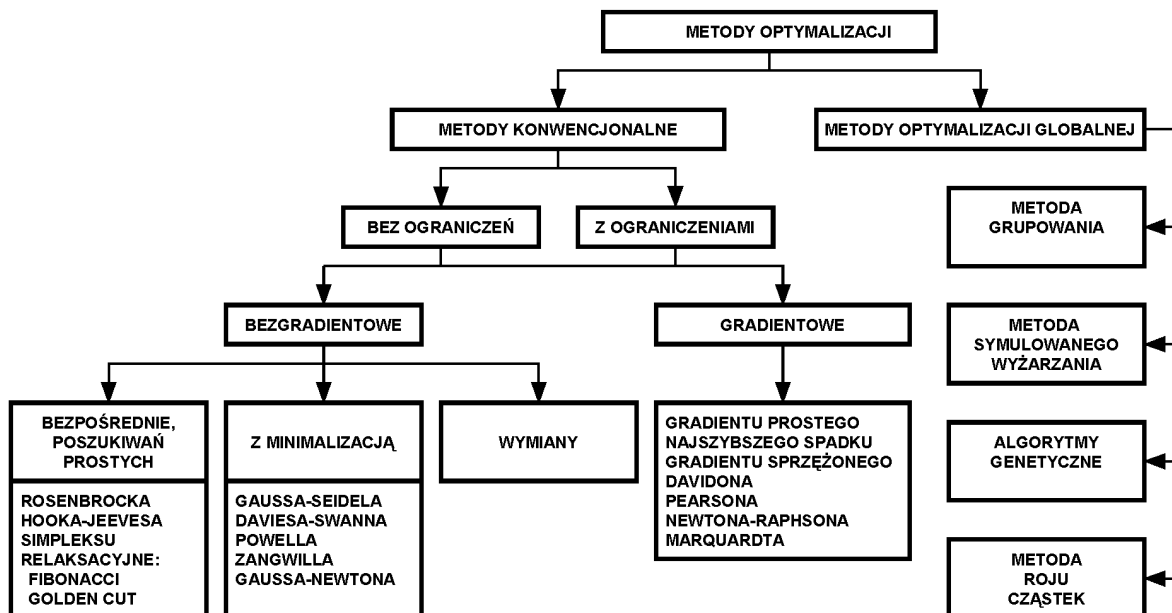 METODY OPTYMALIZACJI
METODY KONWENCJONALNE
METODY OPTYMALIZACJI GLOBALNEJ
BEZ OGRANICZEŃ
Z OGRANICZENIAMI
METODA
GRUPOWANIA
BEZGRADIENTOWE
GRADIENTOWE
METODA
SYMULOWANEGO
WYŻARZANIA
BEZPOŚREDNIE,
POSZUKIWAŃ
PROSTYCH
ROSENBROCKA
HOOKA-JEEVESA
SIMPLEKSU
RELAKSACYJNE:
FIBONACCI
GOLDEN CUT
Z MINIMALIZACJĄ
GAUSSA-SEIDELA
DAVIESA-SWANNA
POWELLA
ZANGWILLA
GAUSSA-NEWTONA
WYMIANY
GRADIENTU PROSTEGO
NAJSZYBSZEGO SPADKU
GRADIENTU SPRZĘŻONEGO
DAVIDONA
PEARSONA
NEWTONA-RAPHSONA
MARQUARDTA
ALGORYTMY
GENETYCZNE
METODA
ROJU
CZĄSTEK